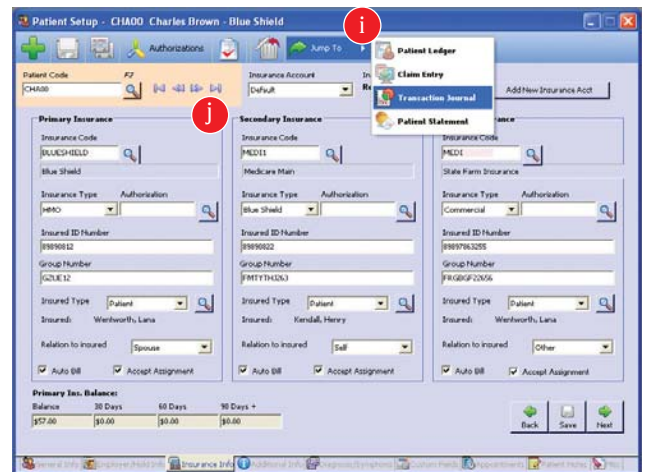 Patient Setup - CHA00 Charles Brown - Blue Shield
i
Authorizations
Jump To
Patient Ledger
Claim Entry
Transaction Journal
Patient Statement
Patient Code
F7
CHA00
j
Insurance Account
Default
Add New Insurance Acct
Primary Insurance
Insurance Code
BLUESHIELD
Blue Shield
Insurance Type Authorization
HMO
Insured ID Number
89890812
Group Number
GZUE12
Insured Type
Patient
Insured: Wentworth, Lana
Relation to insured
Spouse
Auto Bill
Accept Assignment
Secondary Insurance
Insurance Code
MEDI1
Medicare Main
Insurance Type Authorization
Blue Shield
Insured ID Number
89890822
Group Number
FMTYTHJ263
Insured Type
Patient
Insured: Kendall, Henry
Relation to insured
Self
Auto Bill
Accept Assignment
Insurance Code
MEDI
State Farm Insurance
Insurance Type Authorization
Commercial
Insured ID Number
89897863255
Group Number
FRGBGF22656
Insured Type
Patient
Insured: Wentworth, Lana
Relation to insured
Other
Auto Bill
Accept Assignment
Primary Ins. Balance:
Balance 30 Days 60 Days 90 Days +
$57.00 $0.00 $0.00 $0.00
Back Save Next
General Info
Employer/Hold Info
Insurance Info
Additional Info
Diagnosis/Symptoms
Custom Fields
Appointments
Patient Notes